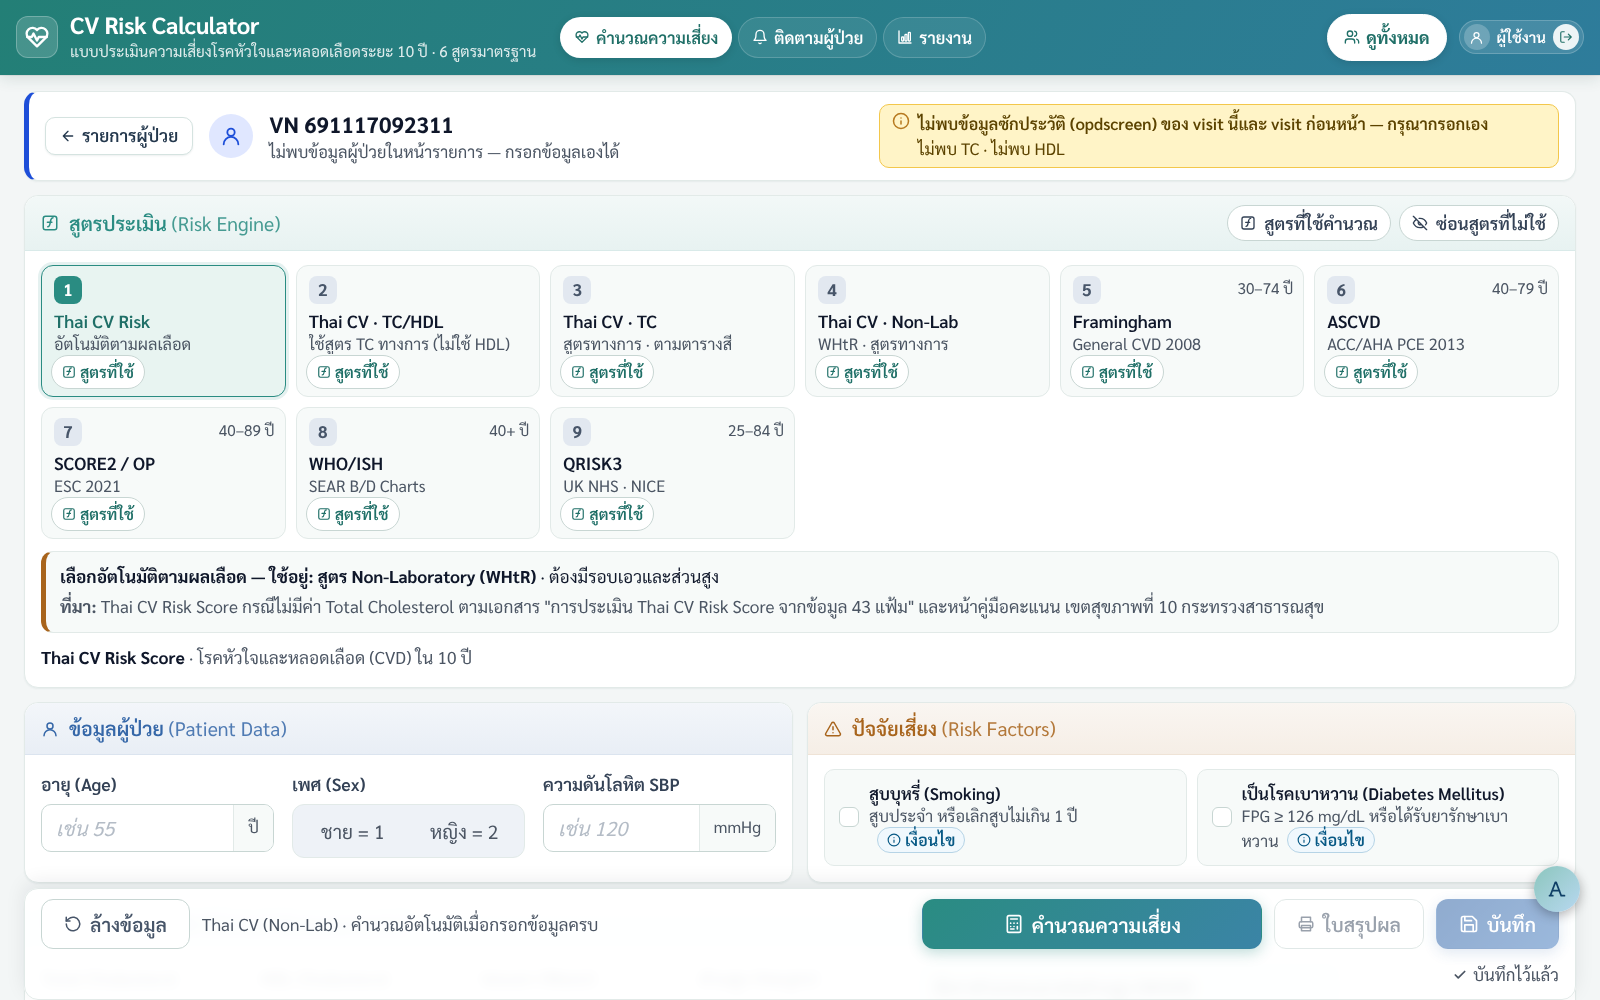 CV Risk Calculator
แบบประเมินความเสี่ยงโรคหัวใจและหลอดเลือดระยะ 10 ปี · 6 สูตรมาตรฐาน
คำนวณความเสี่ยง
ติดตามผู้ป่วย
รายงาน
ดูทั้งหมด
ผู้ใช้งาน
รายการผู้ป่วย
VN 691117092311
ไม่พบข้อมูลผู้ป่วยในหน้ารายการ — กรอกข้อมูลเองได้
ไม่พบข้อมูลซักประวัติ (opdscreen) ของ visit นี้และ visit ก่อนหน้า — กรุณากรอกเอง
ไม่พบ TC · ไม่พบ HDL
สูตรประเมิน (Risk Engine)
สูตรที่ใช้คำนวณ
ซ่อนสูตรที่ไม่ใช้
1
Thai CV Risk
อัตโนมัติตามผลเลือด
สูตรที่ใช้
2
Thai CV · TC/HDL
ใช้สูตร TC ทางการ (ไม่ใช้ HDL)
สูตรที่ใช้
3
Thai CV · TC
สูตรทางการ · ตามตารางสี
สูตรที่ใช้
4
Thai CV · Non-Lab
WHtR · สูตรทางการ
สูตรที่ใช้
5
30–74 ปี
Framingham
General CVD 2008
สูตรที่ใช้
6
40–79 ปี
ASCVD
ACC/AHA PCE 2013
สูตรที่ใช้
7
40–89 ปี
SCORE2 / OP
ESC 2021
สูตรที่ใช้
8
40+ ปี
WHO/ISH
SEAR B/D Charts
สูตรที่ใช้
9
25–84 ปี
QRISK3
UK NHS · NICE
สูตรที่ใช้
เลือกอัตโนมัติตามผลเลือด — ใช้อยู่: สูตร Non-Laboratory (WHtR) · ต้องมีรอบเอวและส่วนสูง
ที่มา: Thai CV Risk Score กรณีไม่มีค่า Total Cholesterol ตามเอกสาร "การประเมิน Thai CV Risk Score จากข้อมูล 43 แฟ้ม" และหน้าคู่มือคะแนน เขตสุขภาพที่ 10 กระทรวงสาธารณสุข
Thai CV Risk Score · โรคหัวใจและหลอดเลือด (CVD) ใน 10 ปี
ข้อมูลผู้ป่วย (Patient Data)
อายุ (Age)
เช่น 55
ปี
เพศ (Sex)
ชาย = 1
หญิง = 2
ความดันโลหิต SBP
เช่น 120
mmHg
ปัจจัยเสี่ยง (Risk Factors)
สูบบุหรี่ (Smoking)
สูบประจำ หรือเลิกสูบไม่เกิน 1 ปี
เงื่อนไข
เป็นโรคเบาหวาน (Diabetes Mellitus)
FPG ≥ 126 mg/dL หรือได้รับยารักษาเบา
หวาน เงื่อนไข
A
ล้างข้อมูล
Thai CV (Non-Lab) · คำนวณอัตโนมัติเมื่อกรอกข้อมูลครบ
คำนวณความเสี่ยง
ใบสรุปผล
บันทึก
บันทึกไว้แล้ว